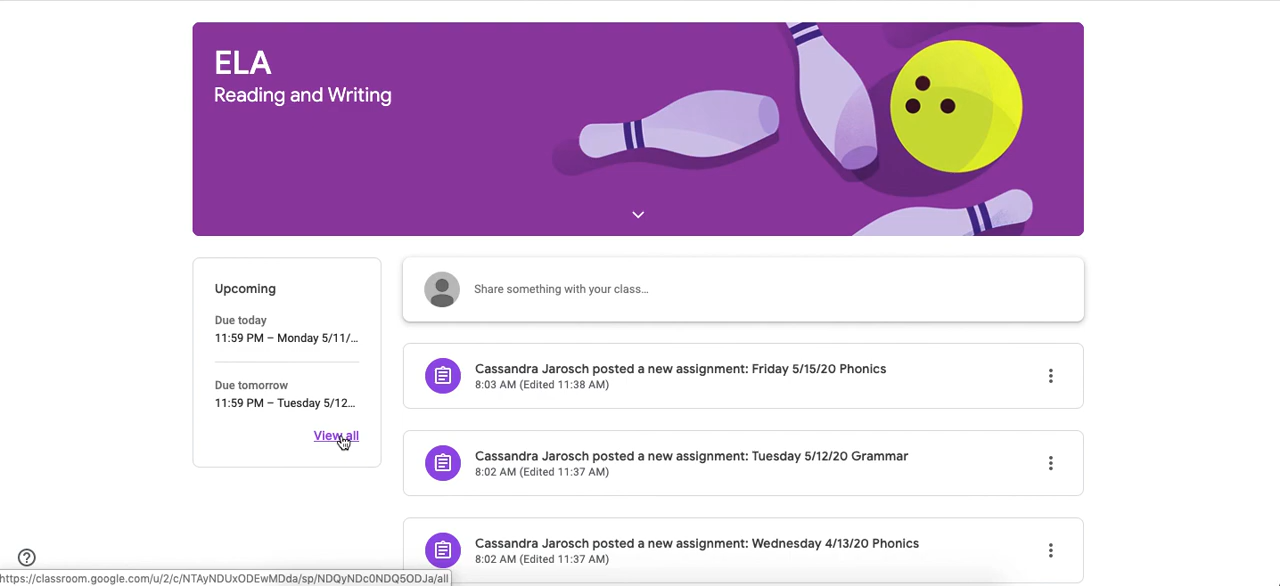 ELA
Reading and Writing
Upcoming
Due today
11:59 PM – Monday 5/11/...
Due tomorrow
11:59 PM – Tuesday 5/12...
View all
Share something with your class...
Cassandra Jarosch posted a new assignment: Friday 5/15/20 Phonics
8:03 AM (Edited 11:38 AM)
Cassandra Jarosch posted a new assignment: Tuesday 5/12/20 Grammar
8:02 AM (Edited 11:37 AM)
Cassandra Jarosch posted a new assignment: Wednesday 4/13/20 Phonics
8:02 AM (Edited 11:37 AM)
https://classroom.google.com/u/2/c/NTAyNDUxODEwMDda/sp/NDQyNDc0NDQ5ODJa/all